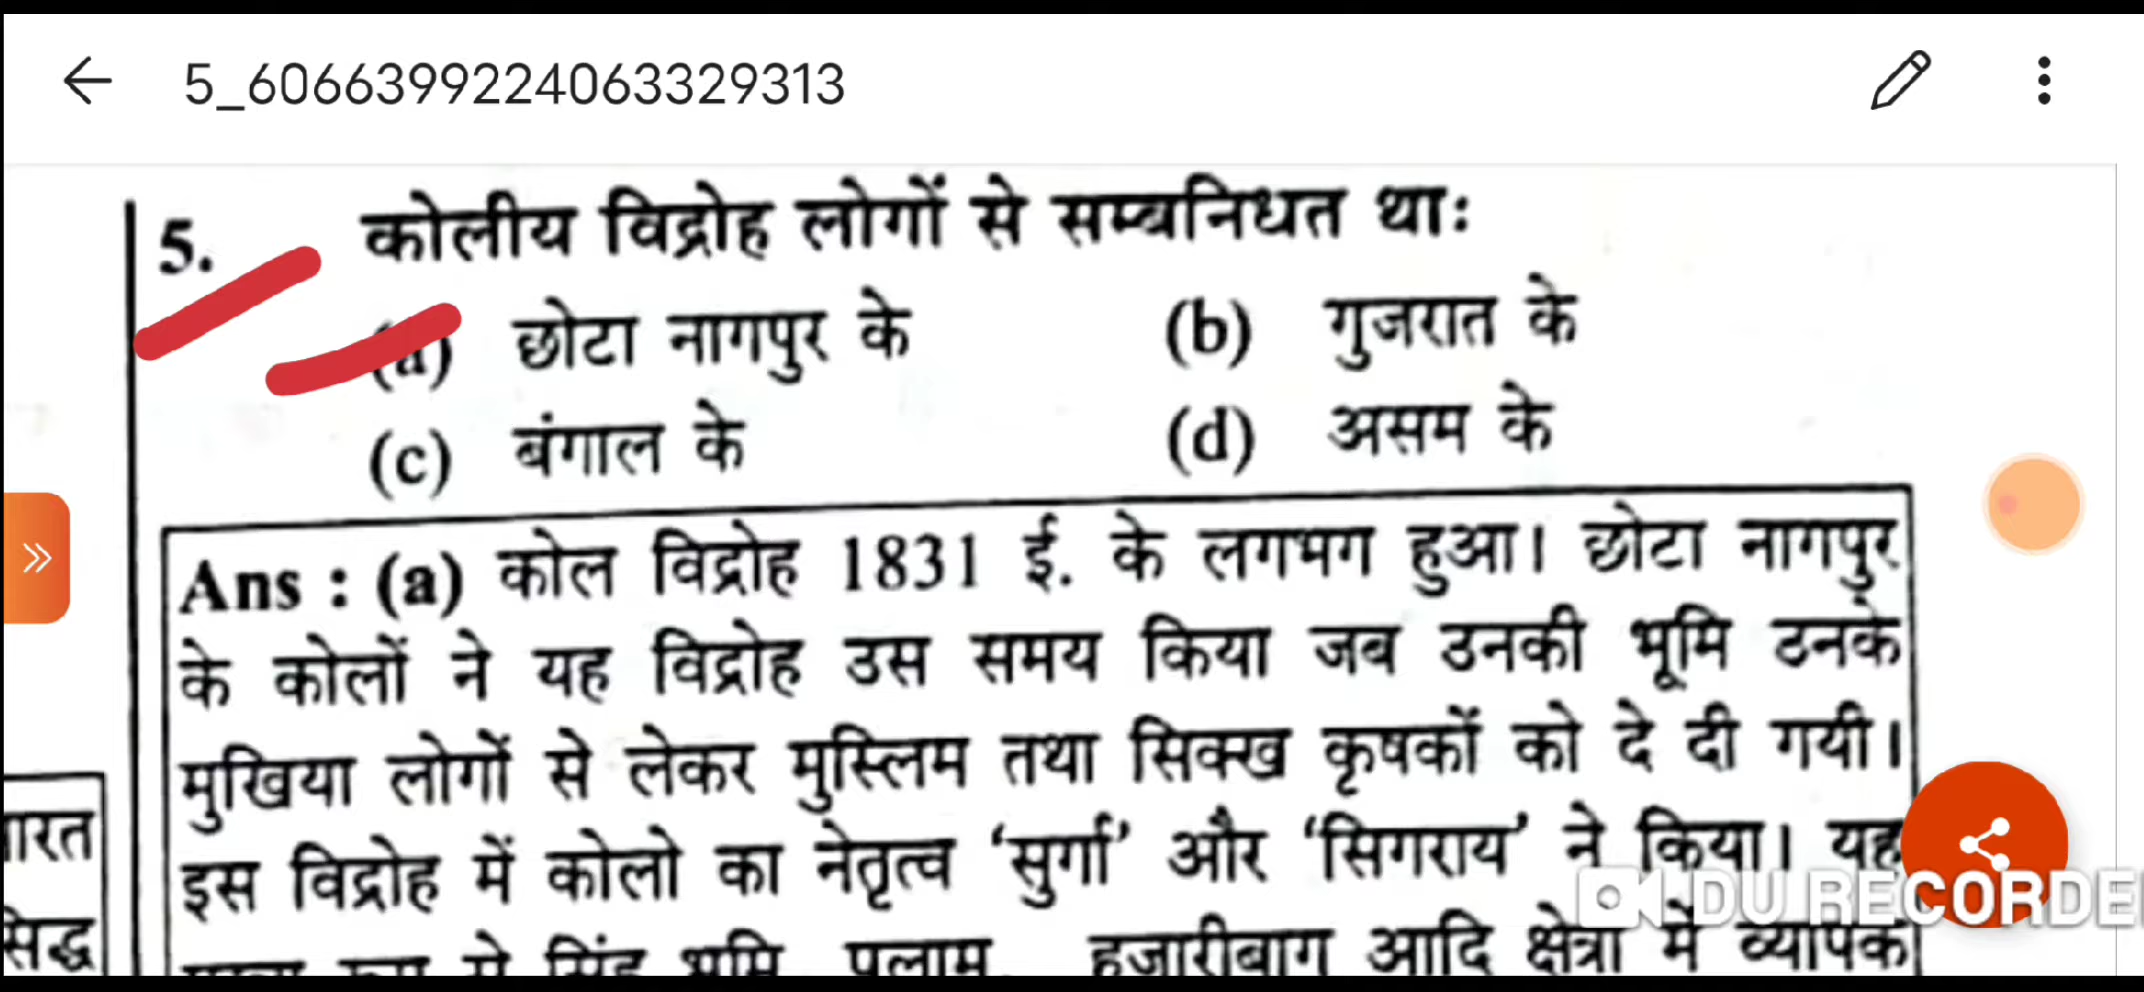 5_6066399224063329313
5. कोलीय विद्रोह लोगों से सम्बनिधत थाः
(a) छोटा नागपुर के (b) गुजरात के
(c) बंगाल के (d) असम के
Ans : (a) कोल विद्रोह 1831 ई. के लगभग हुआ। छोटा नागपुर
के कोलों ने यह विद्रोह उस समय किया जब उनकी भूमि उनके
मुखिया लोगों से लेकर मुस्लिम तथा सिक्ख कृषकों को दे दी गयी।
इस विद्रोह में कोलो का नेतृत्व ‘सुर्गा’ और ‘सिगराय’ ने किया। यह
सिंह भूमि पलामू हजारीबाग आदि क्षेत्रों में व्यापक
ारत
सिद्ध
DU RECORDE